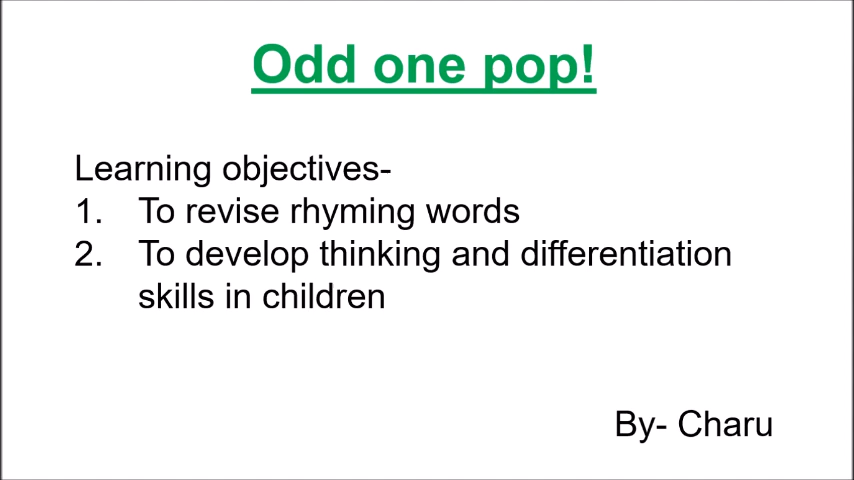 Odd one pop!
Learning objectives-
1. To revise rhyming words
2. To develop thinking and differentiation
skills in children
By- Charu